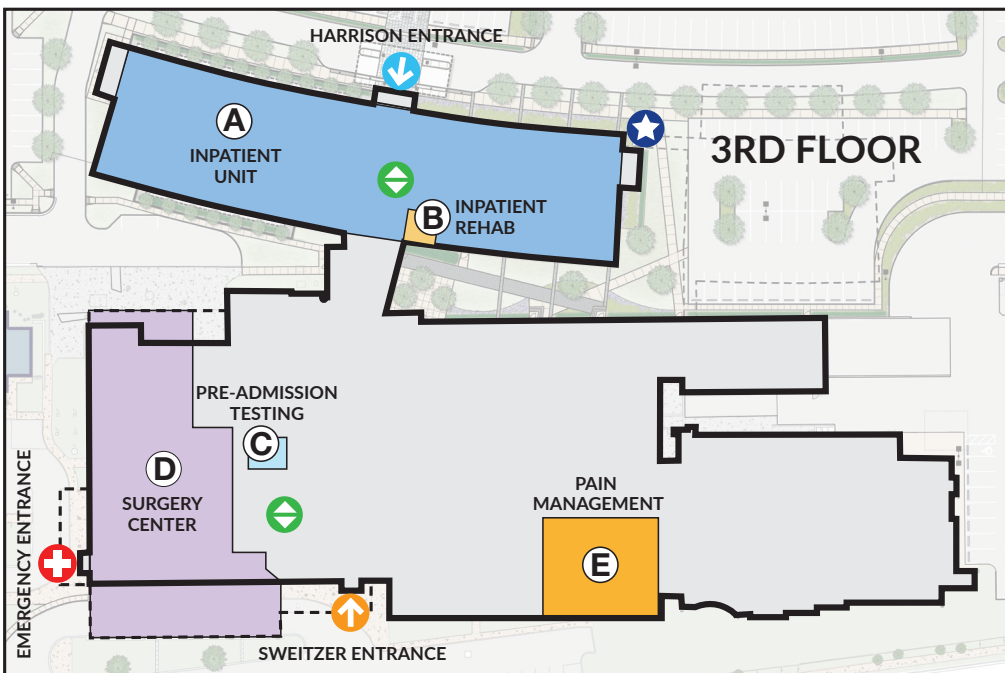 HARRISON ENTRANCE
A
INPATIENT
UNIT
3RD FLOOR
B
INPATIENT
REHAB
PRE-ADMISSION
TESTING
C
D
SURGERY
CENTER
PAIN
MANAGEMENT
E
EMERGENCY ENTRANCE
SWEITZER ENTRANCE